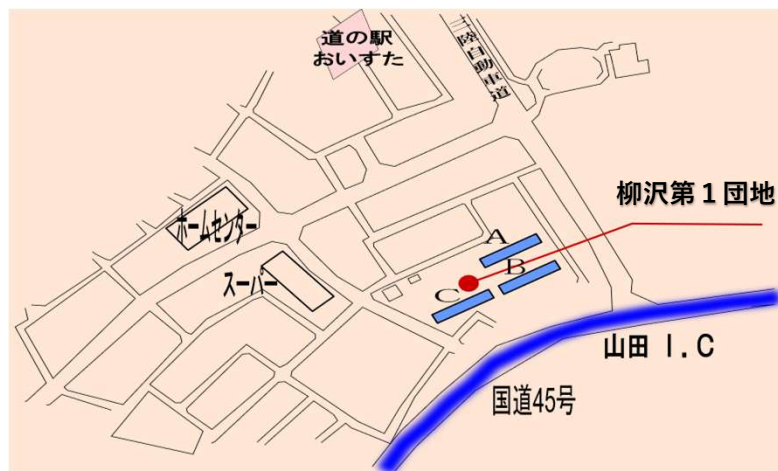 道の駅
おいすた
三陸自動車道
柳沢第１団地
ホームセンター
A
B
スーパー
C
山田 I.C
国道45号